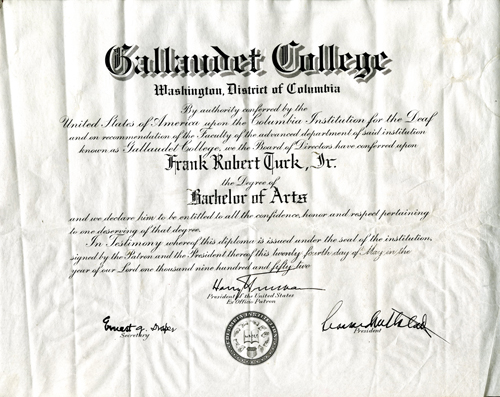 Gallaudet College
Washington, District of Columbia
By authority conferred by the
United States of America upon the Columbia Institution for the Deaf
and on recommendation of the Faculty of the advanced department of said institution
known as Gallaudet College, we the Board of Directors have conferred upon
Frank Robert Turk, Jr.
the Degree of
Bachelor of Arts
and we declare him to be entitled to all the confidence, honor and respect pertaining
to one deserving of that degree.
In Testimony whereof this diploma is issued under the seal of the institution,
signed by the Patron and the President thereof this twenty fourth day of May in the
year of our Lord one thousand nine hundred and fifty two
Harry Truman
President of the United States
Ex Officio Patron
Ernest G. Draper
Secretary
President